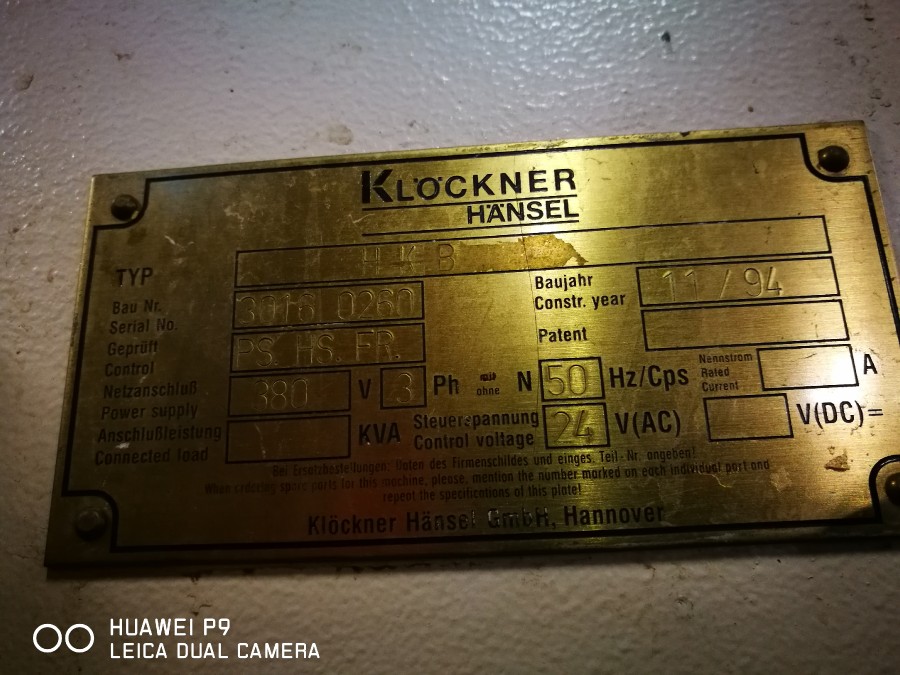 KLÖCKNER
HÄNSEL
TYP H K B
Bau Nr. 3016 0260 Baujahr 11/94
Serial No. Constr. year
Geprüft PS. HS. FR. Patent
Control
Netzanschluß 380 V 3 Ph ohne N 50 Hz/Cps Nennstrom Rated Current A
Power supply
Anschlußleistung KVA Steuerspannung 24 V(AC) V(DC)=
Connected load Control voltage
Bei Ersatzbestellungen: Daten des Firmenschildes und einges. Teil-Nr. angeben!
When ordering spare parts for this machine, please, mention the number marked on each individual part and
repeat the specifications of this plate!
Klöckner Hänsel GmbH, Hannover
HUAWEI P9
LEICA DUAL CAMERA